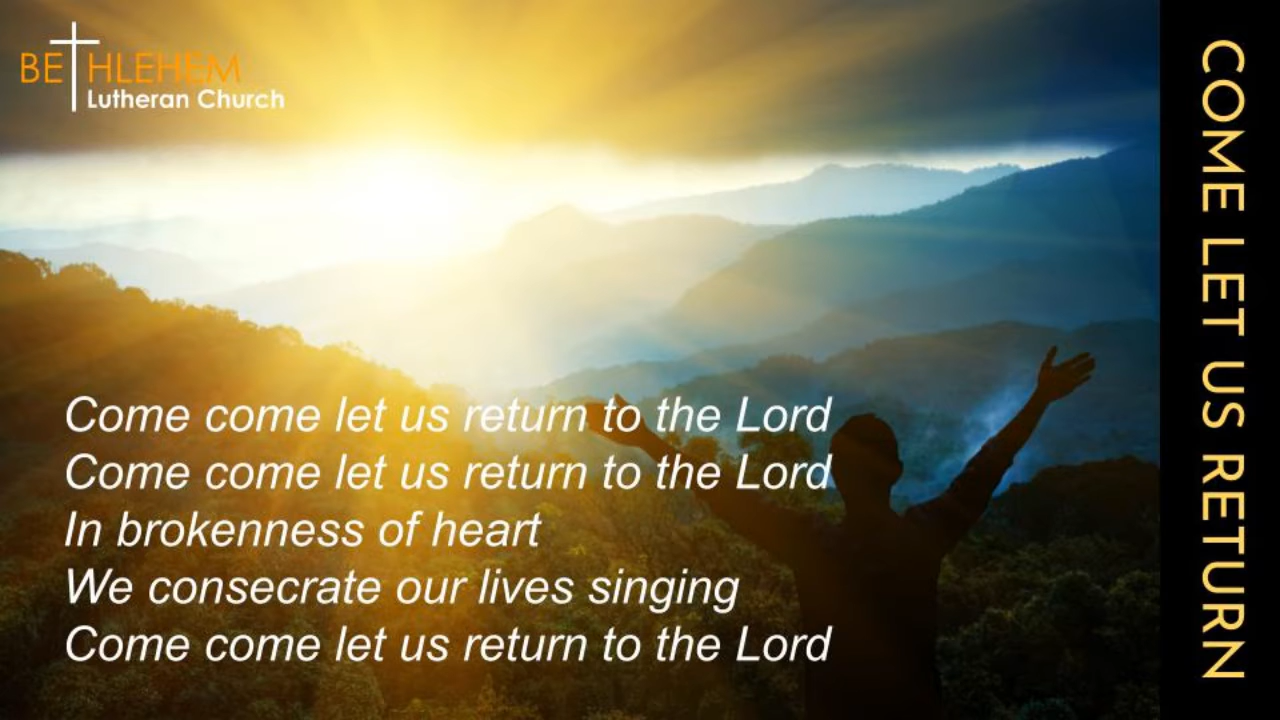 BETHLEHEM
Lutheran Church
COME LET US RETURN
Come come let us return to the Lord
Come come let us return to the Lord
In brokenness of heart
We consecrate our lives singing
Come come let us return to the Lord